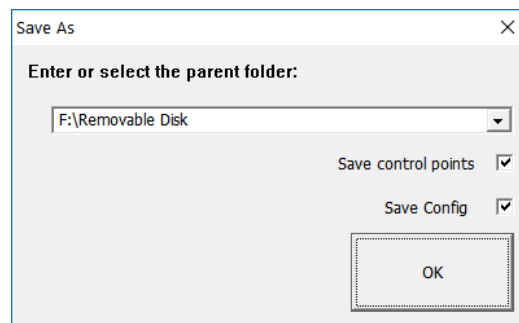 Save As
Enter or select the parent folder:
F:\Removable Disk
Save control points
Save Config
OK